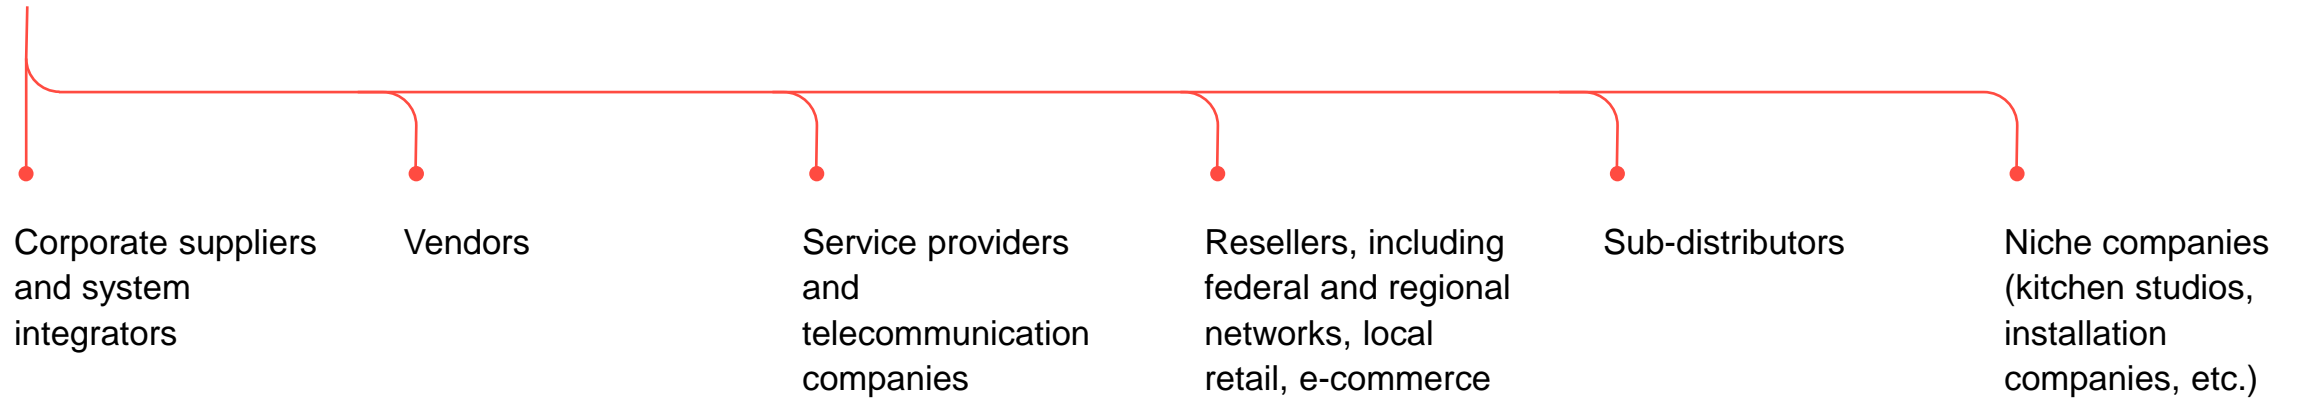 Corporate suppliers
and system
integrators
Vendors
Service providers
and
telecommunication
companies
Resellers, including
federal and regional
networks, local
retail, e-commerce
Sub-distributors
Niche companies
(kitchen studios,
installation
companies, etc.)